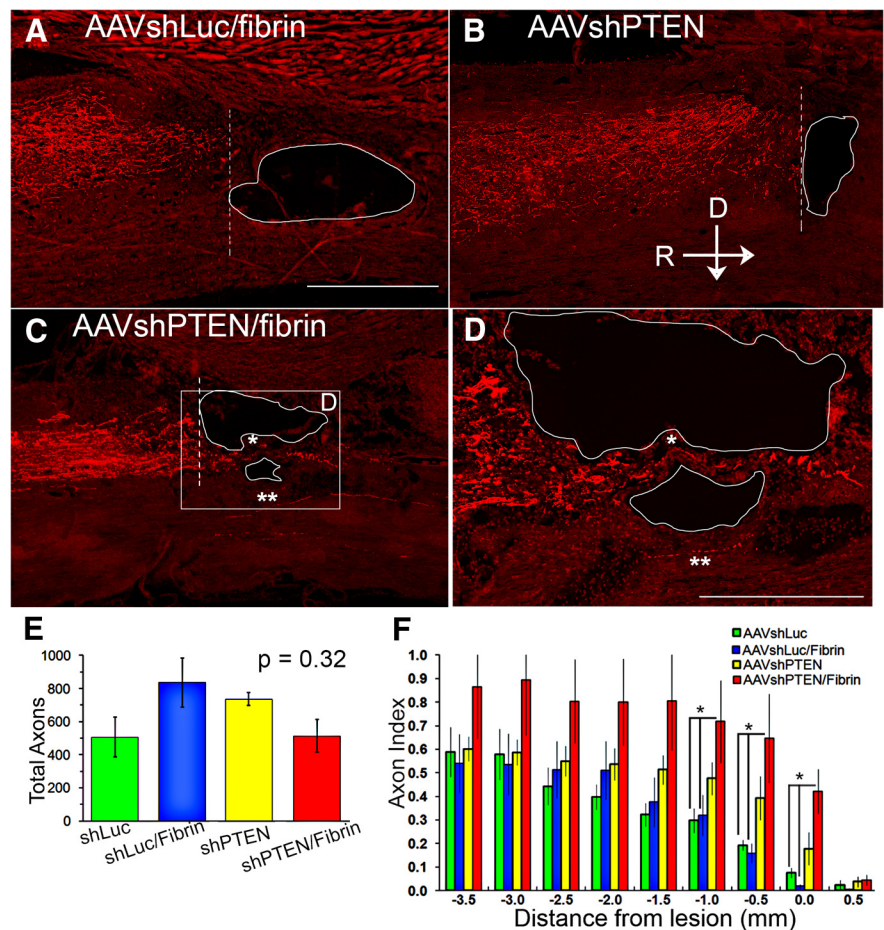 A AAVshLuc/fibrin
B AAVshPTEN
D
R
C AAVshPTEN/fibrin
D
*
**
D
*
**
E
p = 0.32
Total Axons
1000
800
600
400
200
0
shLuc
shLuc/Fibrin
shPTEN
shPTEN/Fibrin
F
AAVshLuc
AAVshLuc/Fibrin
AAVshPTEN
AAVshPTEN/Fibrin
Axon Index
1.0
0.9
0.8
0.7
0.6
0.5
0.4
0.3
0.2
0.1
0.0
* * *
-3.5 -3.0 -2.5 -2.0 -1.5 -1.0 -0.5 0.0 0.5
Distance from lesion (mm)